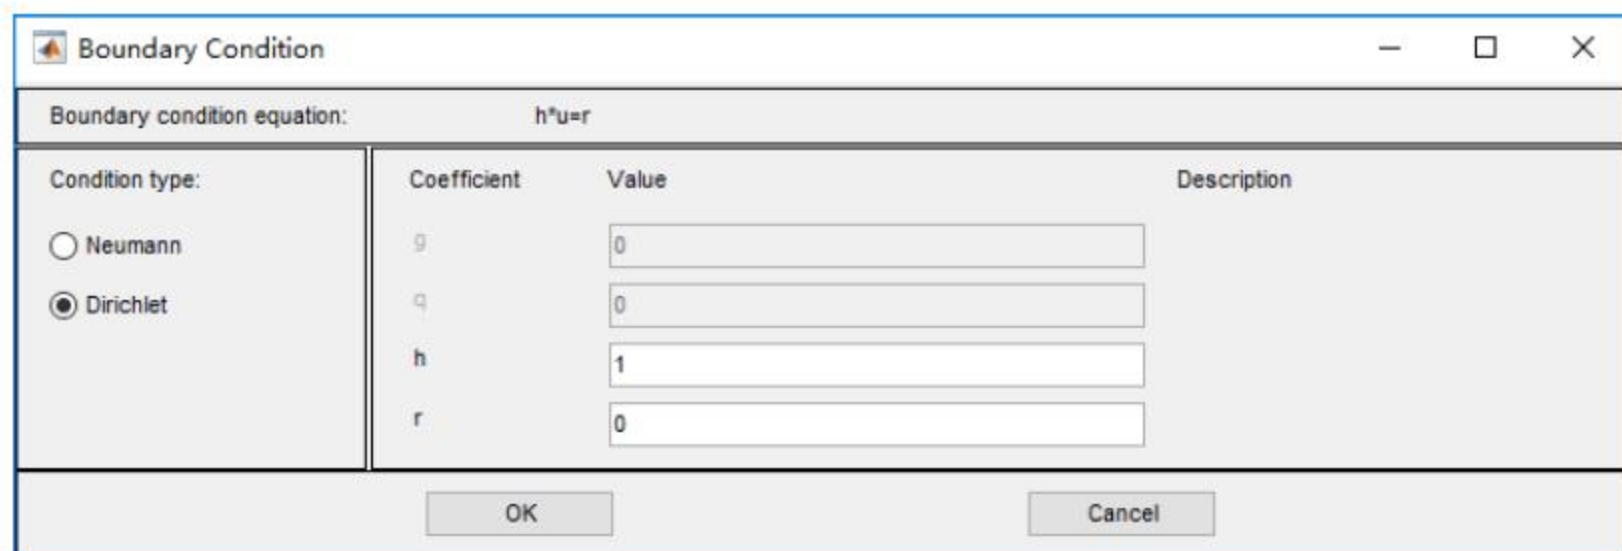 Boundary Condition
Boundary condition equation: h*u=r
Condition type:
Neumann
Dirichlet
Coefficient Value Description
g 0
q 0
h 1
r 0
OK Cancel